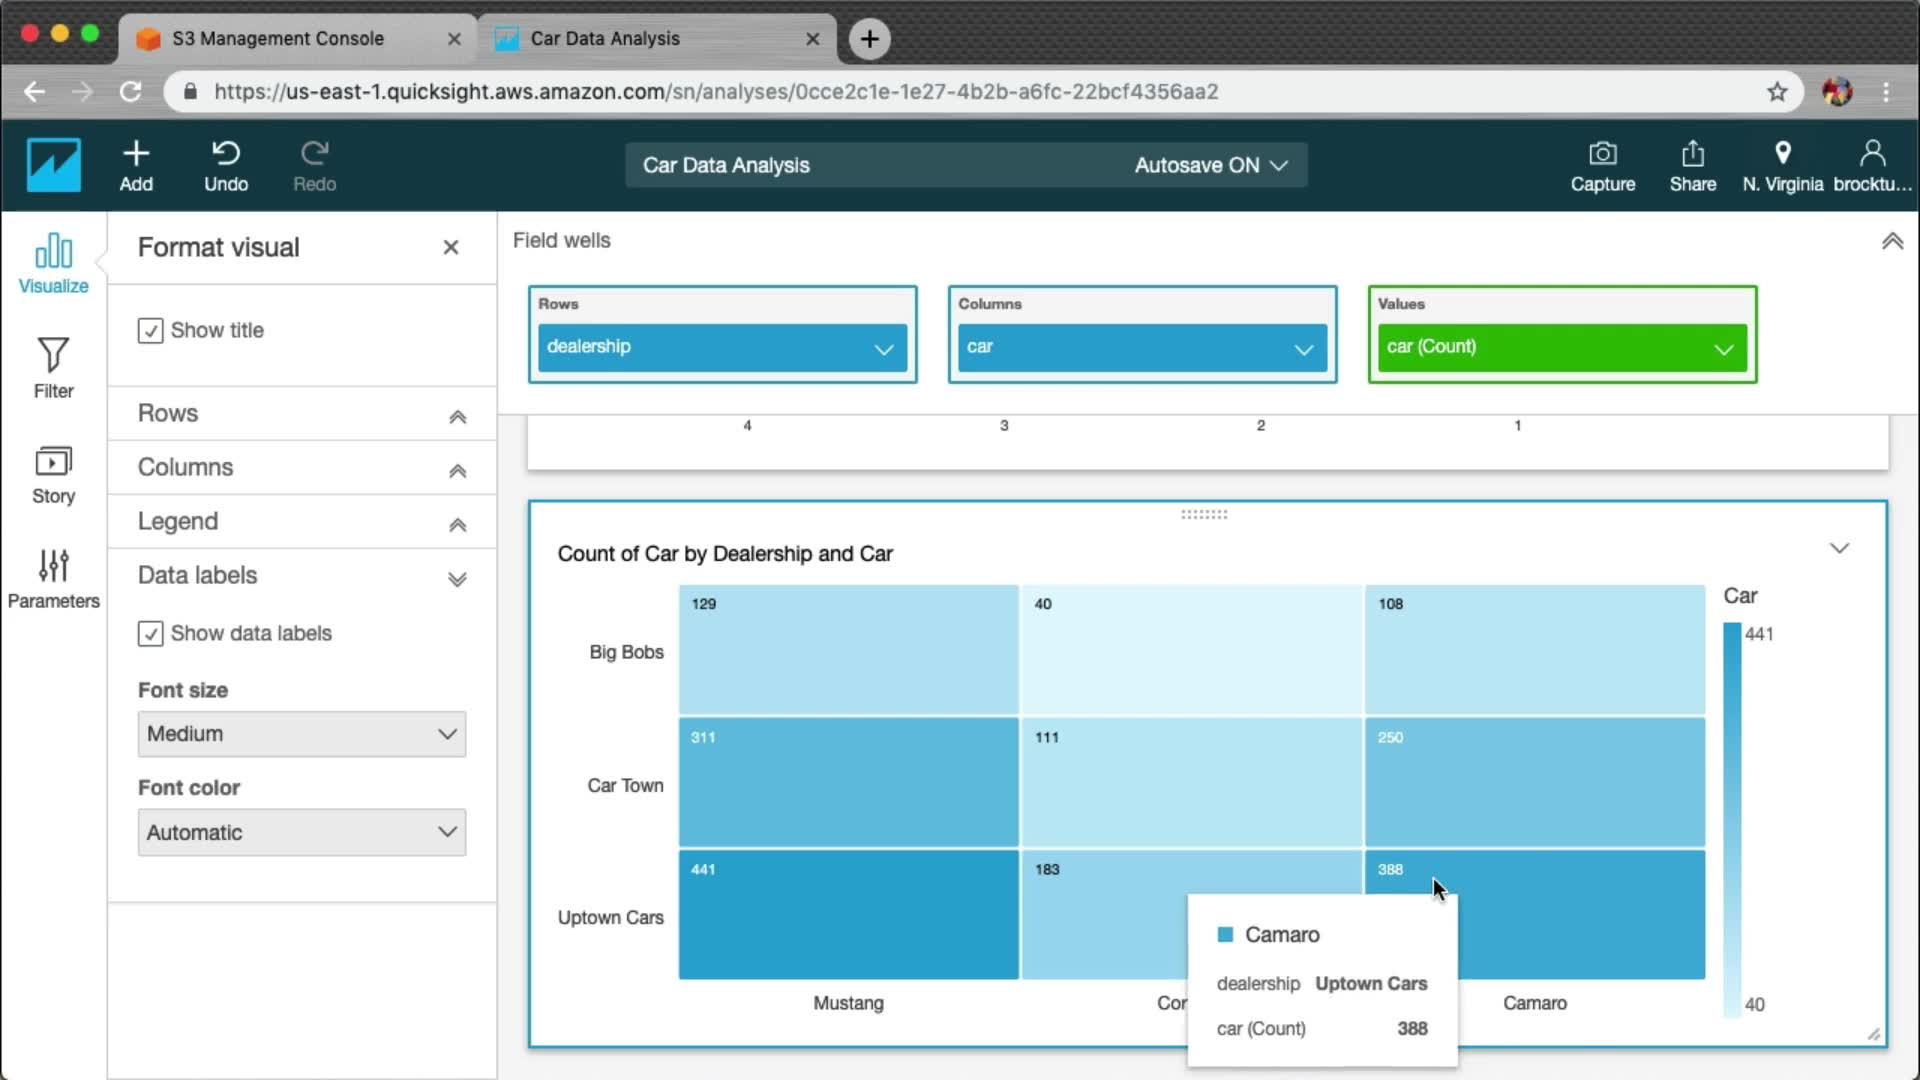 S3 Management Console
Car Data Analysis
https://us-east-1.quicksight.aws.amazon.com/sn/analyses/0cce2c1e-1e27-4b2b-a6fc-22bcf4356aa2
Add
Undo
Redo
Car Data Analysis
Autosave ON
Capture
Share
N. Virginia
brocktu...
Visualize
Filter
Story
Parameters
Format visual
Show title
Rows
Columns
Legend
Data labels
Show data labels
Font size
Medium
Font color
Automatic
Field wells
Rows
dealership
Columns
car
Values
car (Count)
4 3 2 1
Count of Car by Dealership and Car
Big Bobs 129 40 108
Car Town 311 111 250
Uptown Cars 441 183 388
Mustang Cor Camaro
Car
441
40
Camaro
dealership Uptown Cars
car (Count) 388